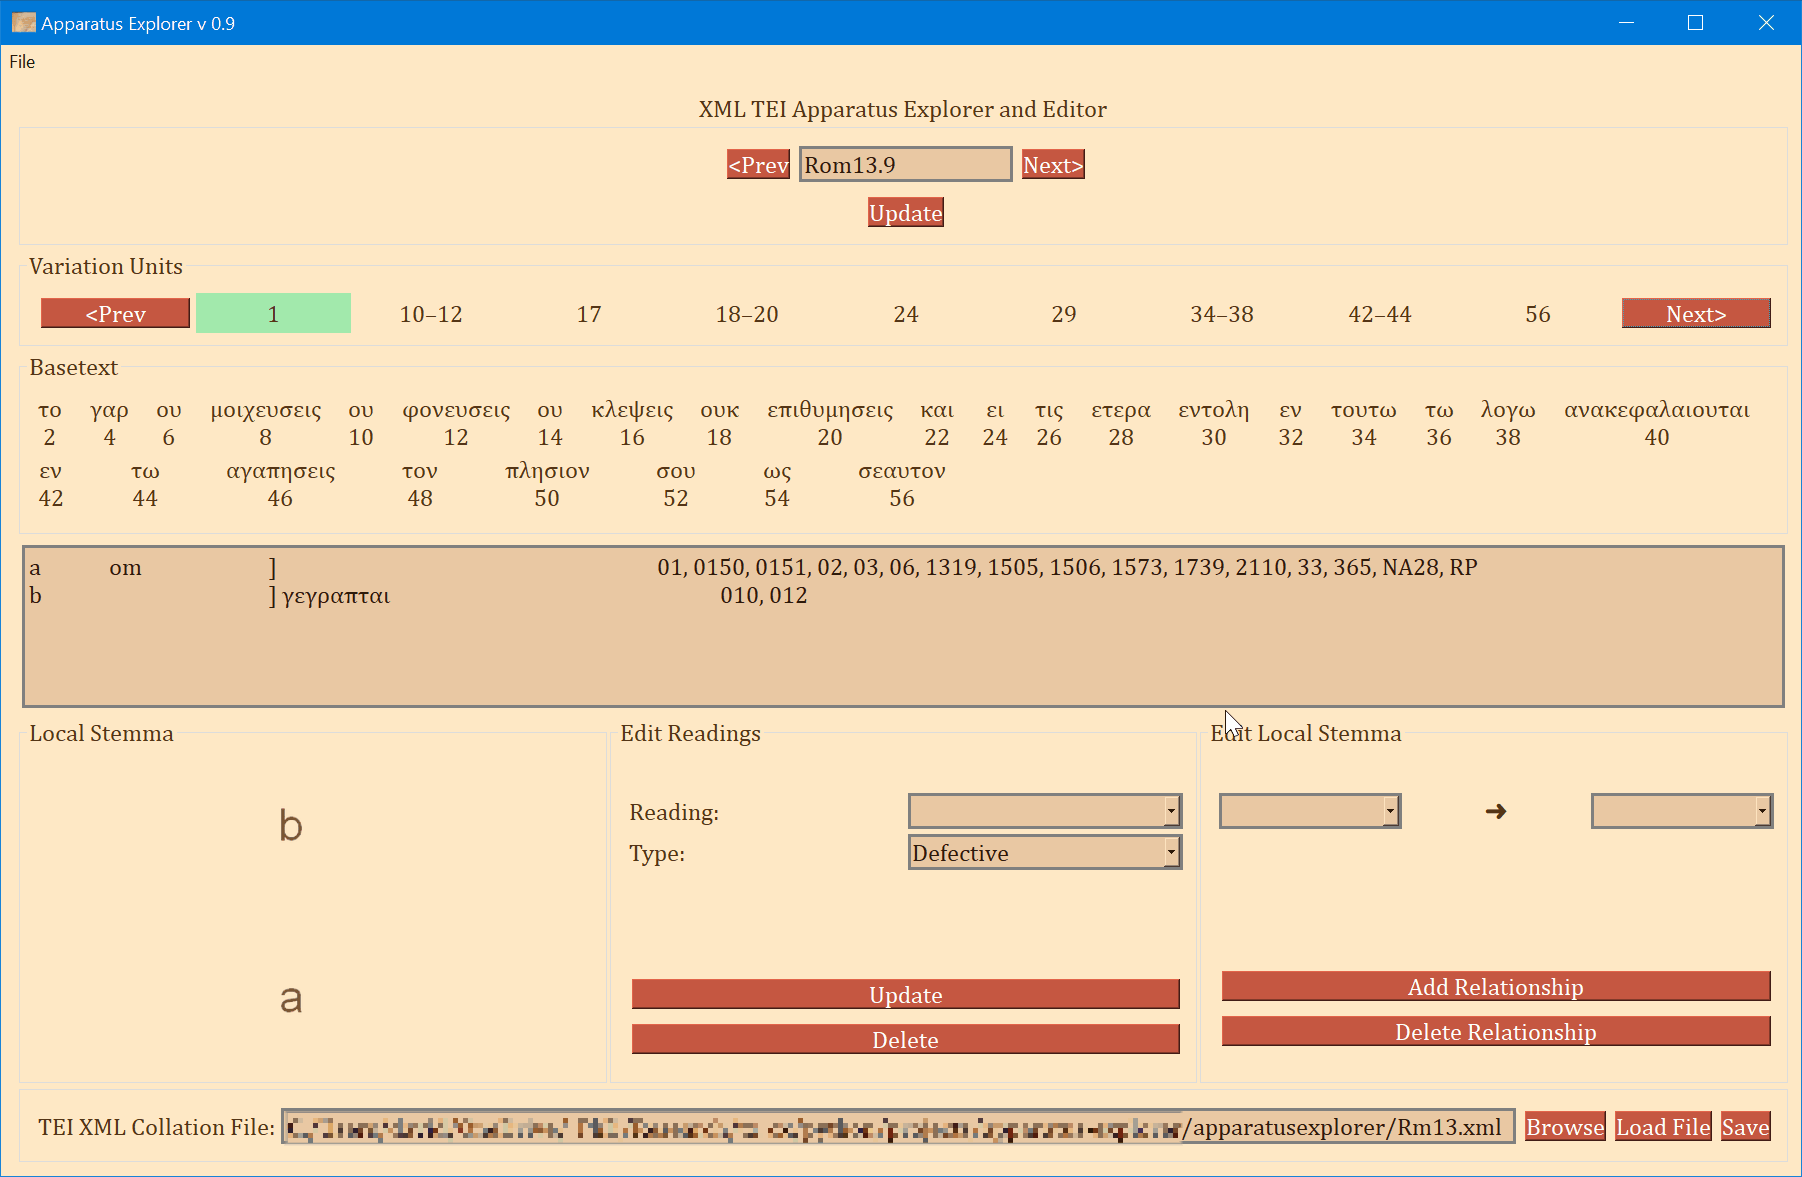 Apparatus Explorer v 0.9
File
XML TEI Apparatus Explorer and Editor
<Prev Rom13.9 Next>
Update
Variation Units
<Prev 1 10–12 17 18–20 24 29 34–38 42–44 56 Next>
Basetext
το γαρ ου μοιχευσεις ου φονευσεις ου κλεψεις ουκ επιθυμησεις και ει τις ετερα εντολη εν τουτω τω λογω ανακεφαλαιουται
2 4 6 8 10 12 14 16 18 20 22 24 26 28 30 32 34 36 38 40
εν τω αγαπησεις τον πλησιον σου ως σεαυτον
42 44 46 48 50 52 54 56
a om ] 01, 0150, 0151, 02, 03, 06, 1319, 1505, 1506, 1573, 1739, 2110, 33, 365, NA28, RP
b ] γεγραπται 010, 012
Local Stemma
b
a
Edit Readings
Reading:
Type: Defective
Update
Delete
Edit Local Stemma
➔
Add Relationship
Delete Relationship
TEI XML Collation File: /apparatusexplorer/Rm13.xml Browse Load File Save